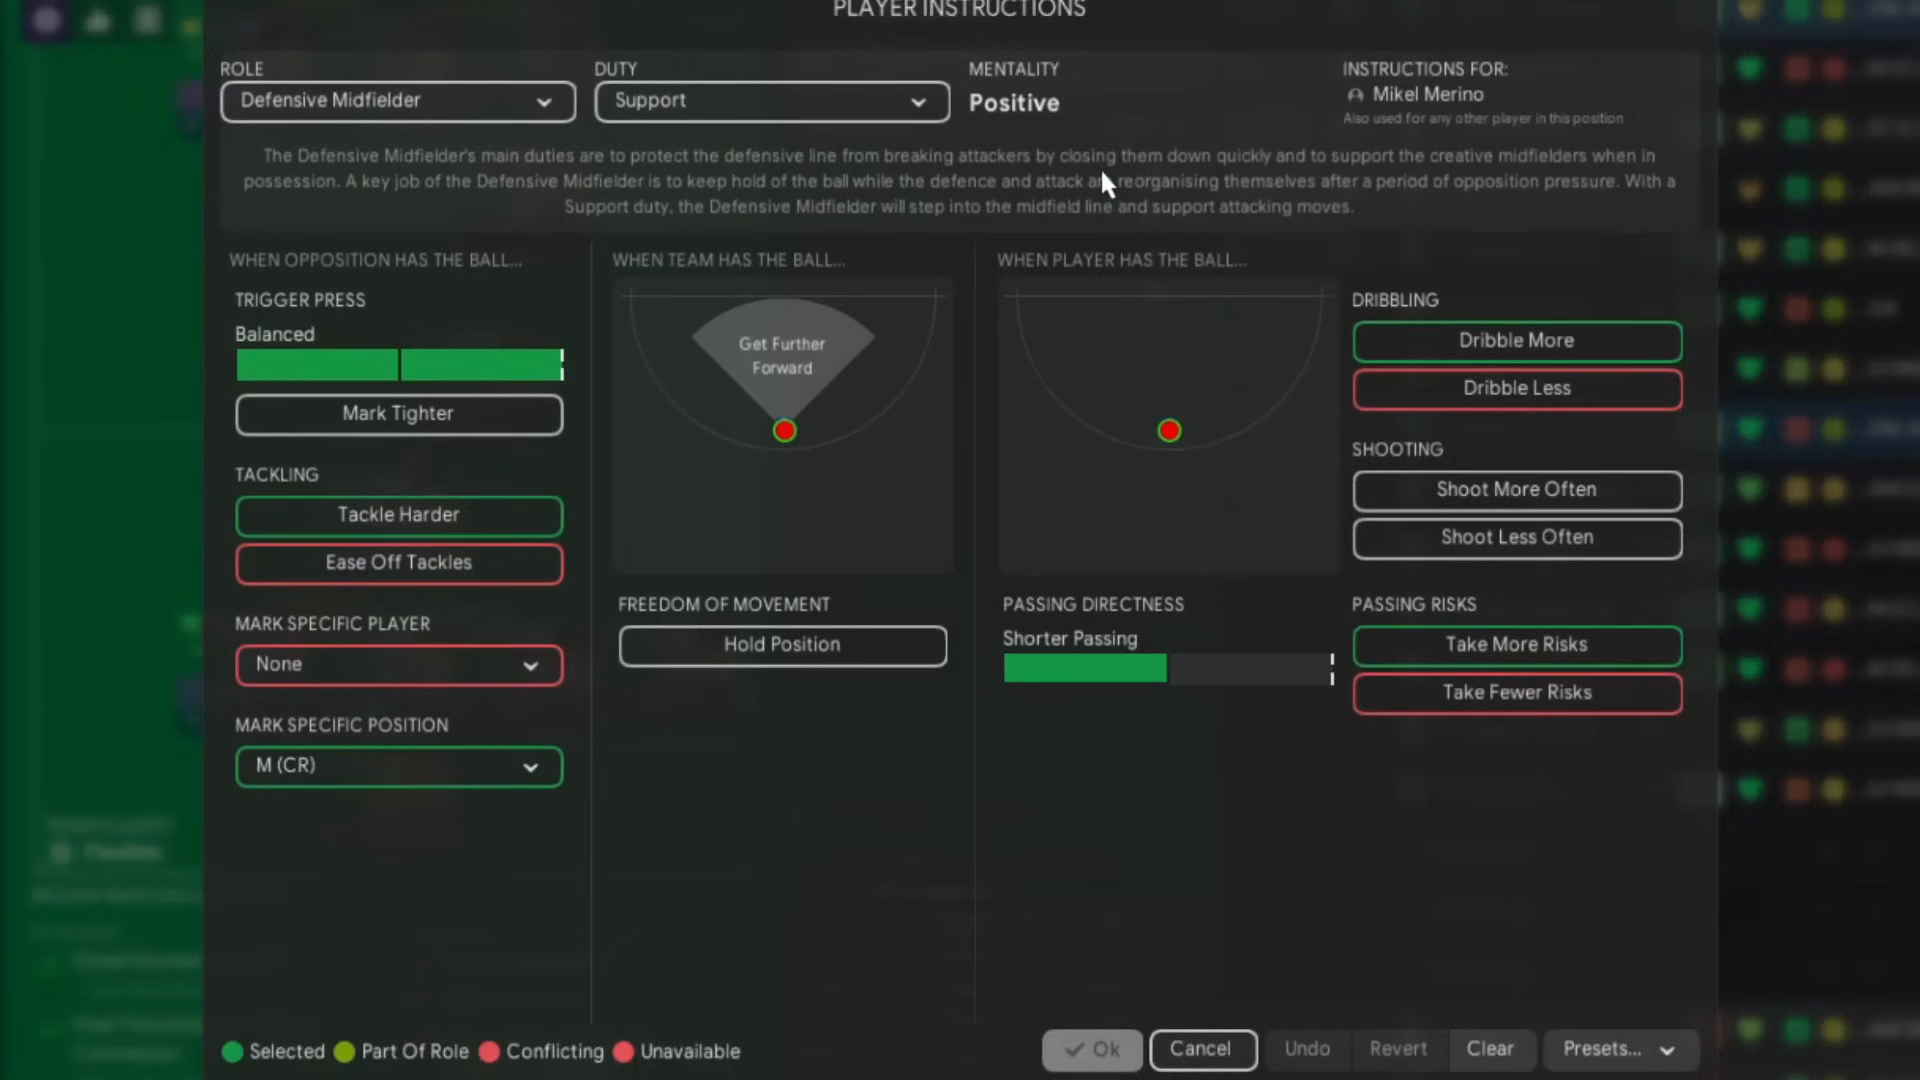 PLAYER INSTRUCTIONS
ROLE
Defensive Midfielder
DUTY
Support
MENTALITY
Positive
INSTRUCTIONS FOR:
Mikel Merino
Also used for any other player in this position
The Defensive Midfielder's main duties are to protect the defensive line from breaking attackers by closing them down quickly and to support the creative midfielders when in
possession. A key job of the Defensive Midfielder is to keep hold of the ball while the defence and attack reorganising themselves after a period of opposition pressure. With a
Support duty, the Defensive Midfielder will step into the midfield line and support attacking moves.
WHEN OPPOSITION HAS THE BALL...
TRIGGER PRESS
Balanced
Mark Tighter
TACKLING
Tackle Harder
Ease Off Tackles
MARK SPECIFIC PLAYER
None
MARK SPECIFIC POSITION
M (CR)
WHEN TEAM HAS THE BALL...
Get Further
Forward
FREEDOM OF MOVEMENT
Hold Position
WHEN PLAYER HAS THE BALL...
PASSING DIRECTNESS
Shorter Passing
DRIBBLING
Dribble More
Dribble Less
SHOOTING
Shoot More Often
Shoot Less Often
PASSING RISKS
Take More Risks
Take Fewer Risks
Selected
Part Of Role
Conflicting
Unavailable
Ok
Cancel
Undo
Revert
Clear
Presets...